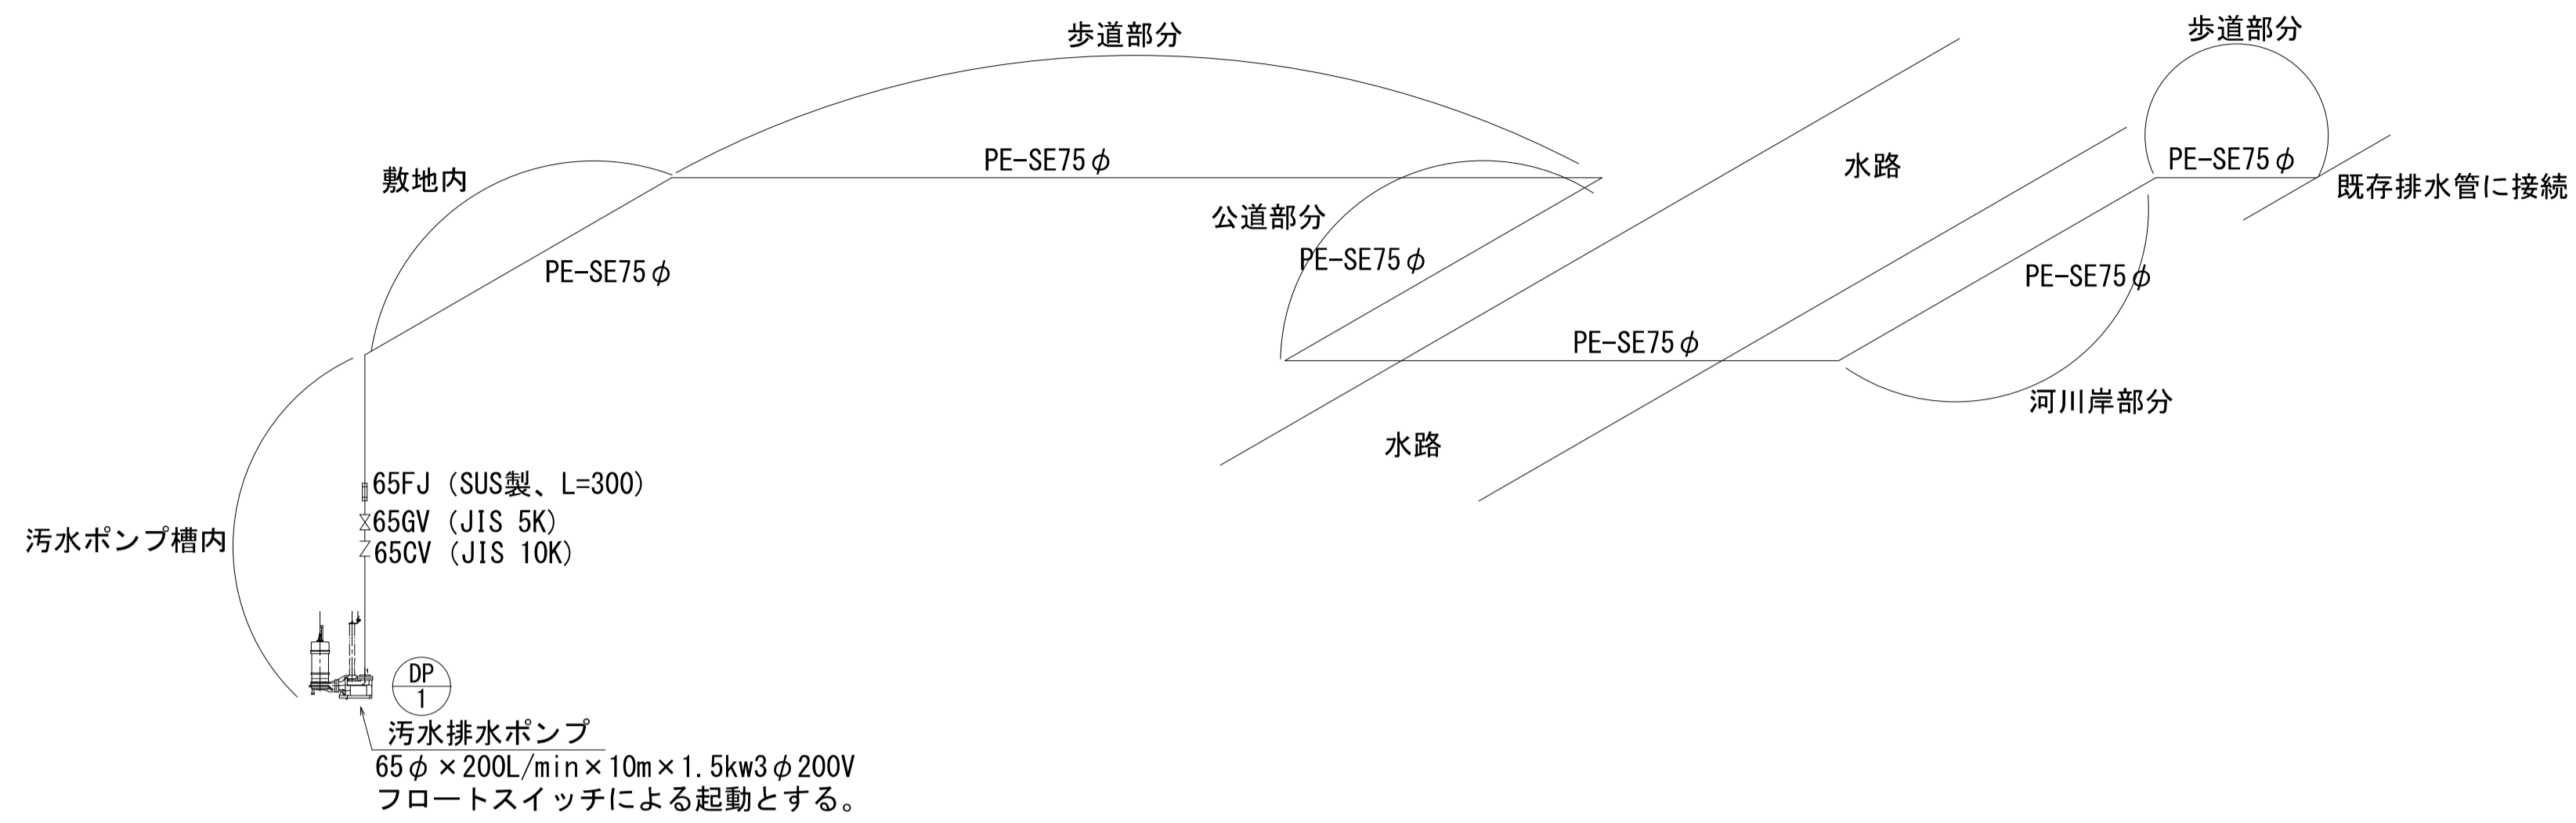 歩道部分
歩道部分
PE-SE75φ
PE-SE75φ
敷地内
水路
既存排水管に接続
公道部分
PE-SE75φ
PE-SE75φ
PE-SE75φ
PE-SE75φ
河川岸部分
水路
65FJ (SUS製、L=300)
65GV (JIS 5K)
65CV (JIS 10K)
汚水ポンプ槽内
DP
1
汚水排水ポンプ
65φ×200L/min×10m×1.5kw3φ200V
フロートスイッチによる起動とする。